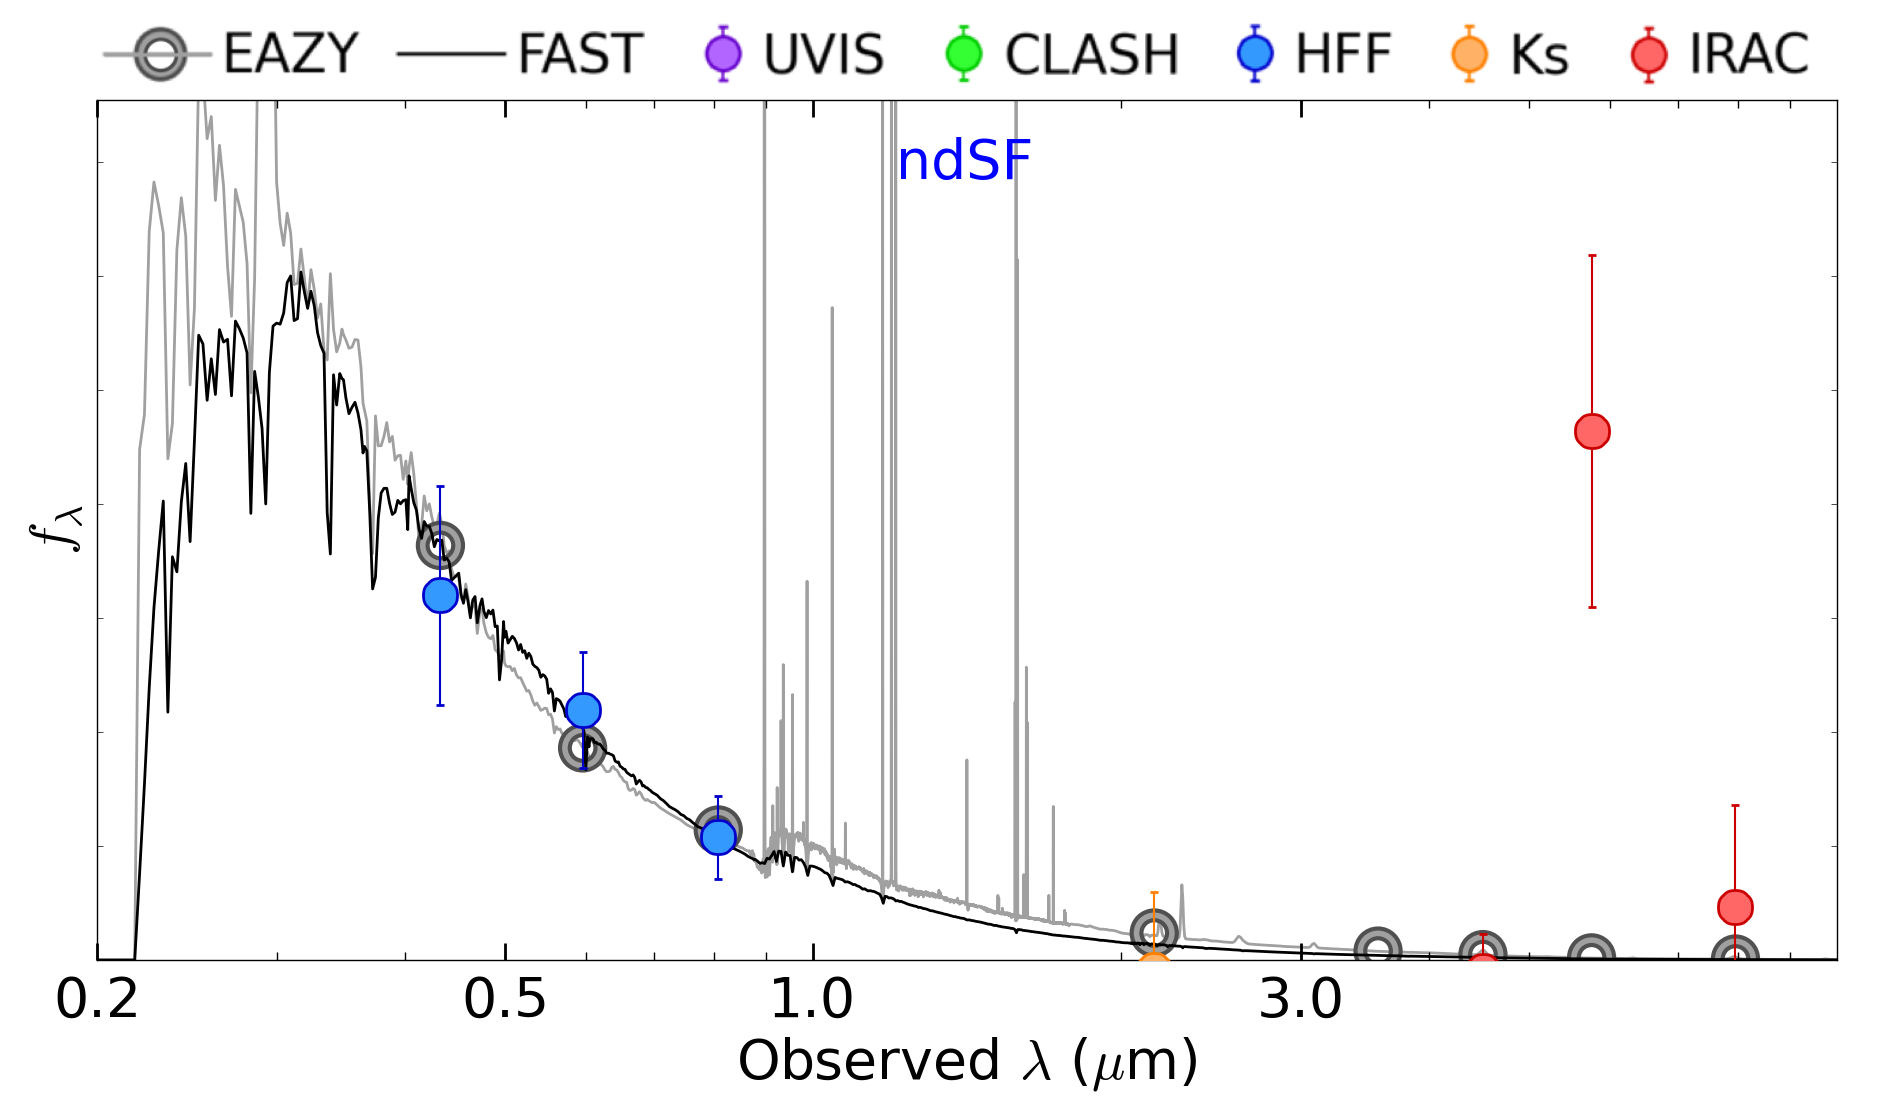 EAZY FAST UVIS CLASH HFF Ks IRAC
ndSF
fλ
0.2 0.5 1.0 3.0
Observed λ (μm)